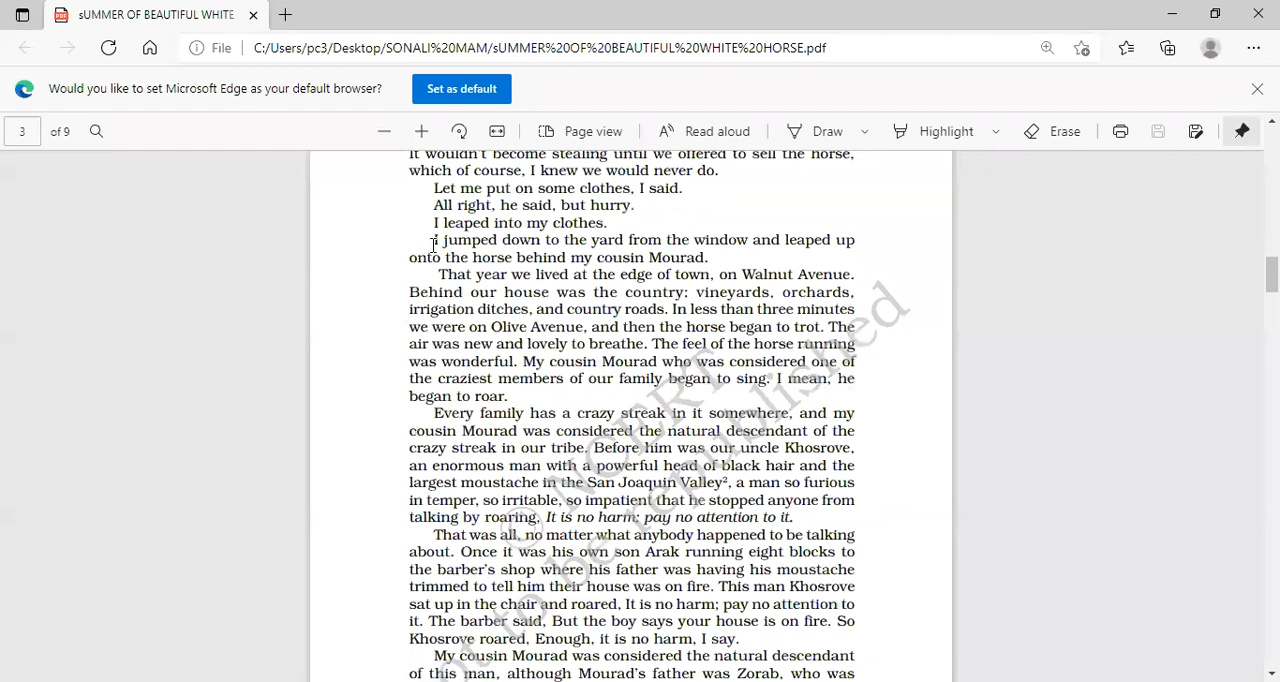 sUMMER OF BEAUTIFUL WHITE
File C:/Users/pc3/Desktop/SONALI%20MAM/sUMMER%20OF%20BEAUTIFUL%20WHITE%20HORSE.pdf
Would you like to set Microsoft Edge as your default browser? Set as default
3 of 9 Page view Read aloud Draw Highlight Erase
It wouldn't become stealing until we offered to sell the horse,
which of course, I knew we would never do.
Let me put on some clothes, I said.
All right, he said, but hurry.
I leaped into my clothes.
I jumped down to the yard from the window and leaped up
onto the horse behind my cousin Mourad.
That year we lived at the edge of town, on Walnut Avenue.
Behind our house was the country: vineyards, orchards,
irrigation ditches, and country roads. In less than three minutes
we were on Olive Avenue, and then the horse began to trot. The
air was new and lovely to breathe. The feel of the horse running
was wonderful. My cousin Mourad who was considered one of
the craziest members of our family began to sing. I mean, he
began to roar.
Every family has a crazy streak in it somewhere, and my
cousin Mourad was considered the natural descendant of the
crazy streak in our tribe. Before him was our uncle Khosrove,
an enormous man with a powerful head of black hair and the
largest moustache in the San Joaquin Valley², a man so furious
in temper, so irritable, so impatient that he stopped anyone from
talking by roaring, It is no harm; pay no attention to it.
That was all, no matter what anybody happened to be talking
about. Once it was his own son Arak running eight blocks to
the barber's shop where his father was having his moustache
trimmed to tell him their house was on fire. This man Khosrove
sat up in the chair and roared, It is no harm; pay no attention to
it. The barber said, But the boy says your house is on fire. So
Khosrove roared, Enough, it is no harm, I say.
My cousin Mourad was considered the natural descendant
of this man, although Mourad's father was Zorab, who was
© NCERT
not to be republished